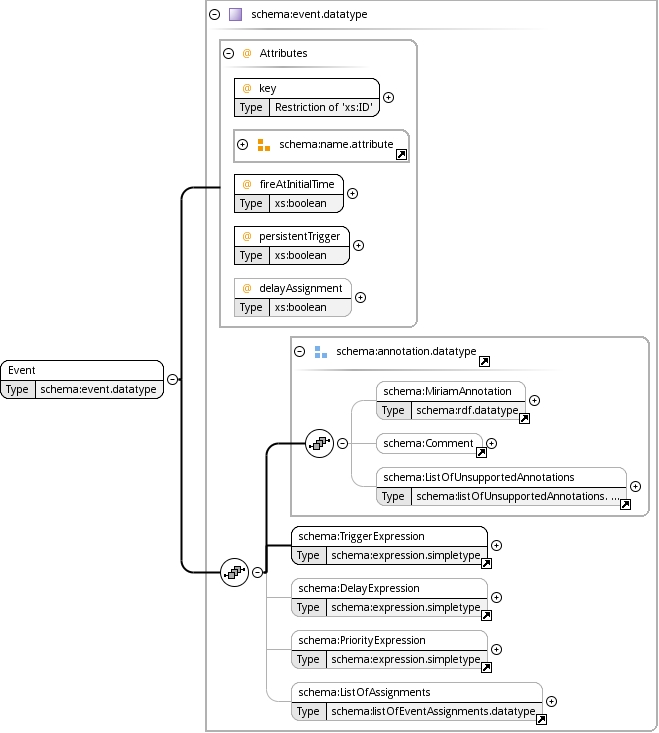 schema:event.datatype
@ Attributes
@ key
Type Restriction of 'xs:ID'
schema:name.attribute
@ fireAtInitialTime
Type xs:boolean
@ persistentTrigger
Type xs:boolean
@ delayAssignment
Type xs:boolean
Event
Type schema:event.datatype
schema:annotation.datatype
schema:MiriamAnnotation
Type schema:rdf.datatype
schema:Comment
schema:ListOfUnsupportedAnnotations
Type schema:listOfUnsupportedAnnotations. ...
schema:TriggerExpression
Type schema:expression.simpletype
schema:DelayExpression
Type schema:expression.simpletype
schema:PriorityExpression
Type schema:expression.simpletype
schema:ListOfAssignments
Type schema:listOfEventAssignments.datatype